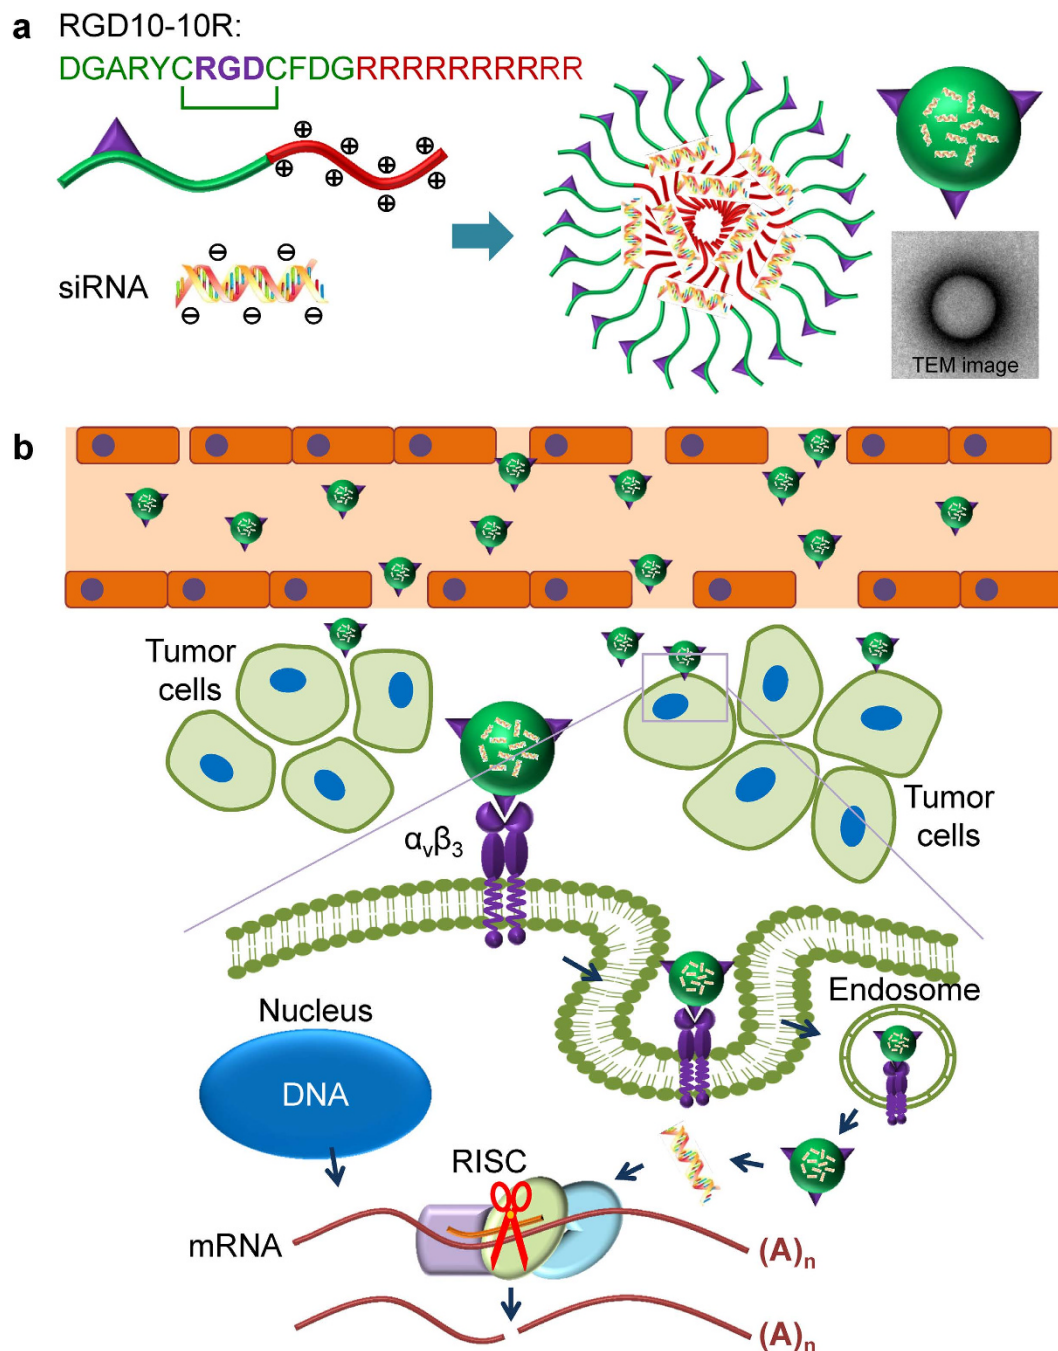 a
RGD10-10R:
DGARYCRGDCFDGRRRRRRRRRR
⊕ ⊕ ⊕ ⊕ ⊕ ⊕ ⊕ ⊕
siRNA
⊖ ⊖ ⊖ ⊖ ⊖
TEM image
b
Tumor
cells
αvβ3
Tumor
cells
Endosome
Nucleus
DNA
RISC
mRNA
(A)n
(A)n